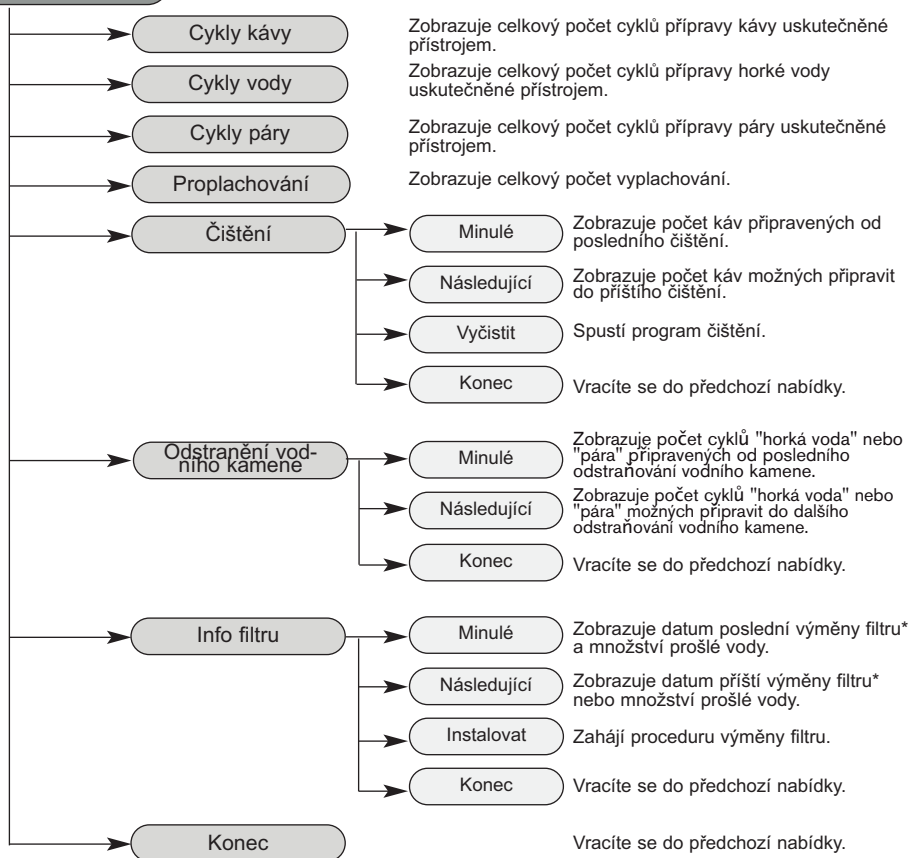 Cykly kávy
Zobrazuje celkový počet cyklů přípravy kávy uskutečněné
přístrojem.
Cykly vody
Zobrazuje celkový počet cyklů přípravy horké vody
uskutečněné přístrojem.
Cykly páry
Zobrazuje celkový počet cyklů přípravy páry uskutečněné
přístrojem.
Proplachování
Zobrazuje celkový počet vyplachování.
Čištění
Minulé
Zobrazuje počet káv připravených od
posledního čištění.
Následující
Zobrazuje počet káv možných připravit
do příštího čištění.
Vyčistit
Spustí program čištění.
Konec
Vracíte se do předchozí nabídky.
Odstranění vod-
ního kamene
Minulé
Zobrazuje počet cyklů "horká voda" nebo
"pára" připravených od posledního
odstraňování vodního kamene.
Následující
Zobrazuje počet cyklů "horká voda" nebo
"pára" možných připravit do dalšího
odstraňování vodního kamene.
Konec
Vracíte se do předchozí nabídky.
Info filtru
Minulé
Zobrazuje datum poslední výměny filtru*
a množství prošlé vody.
Následující
Zobrazuje datum příští výměny filtru*
nebo množství prošlé vody.
Instalovat
Zahájí proceduru výměny filtru.
Konec
Vracíte se do předchozí nabídky.
Konec
Vracíte se do předchozí nabídky.